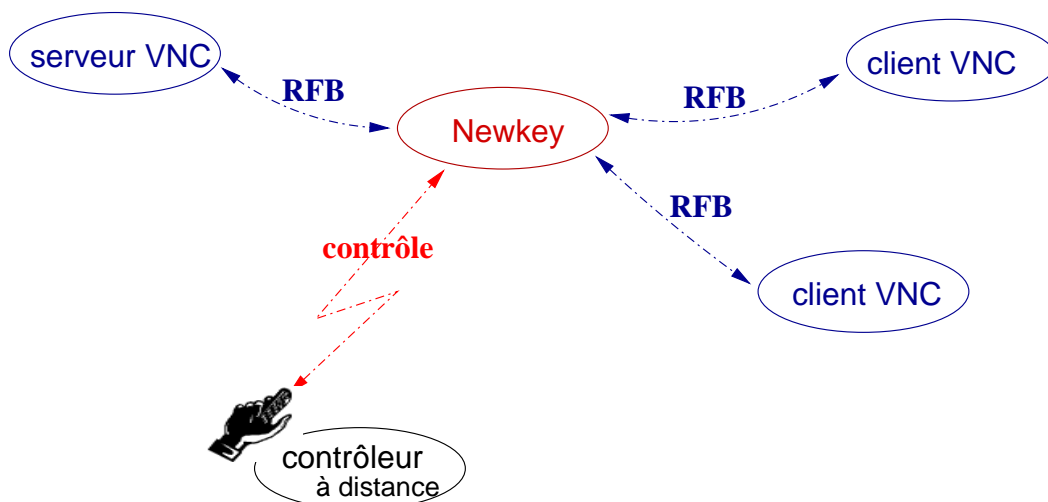 serveur VNC
RFB
RFB
client VNC
Newkey
RFB
contrôle
client VNC
contrôleur
à distance